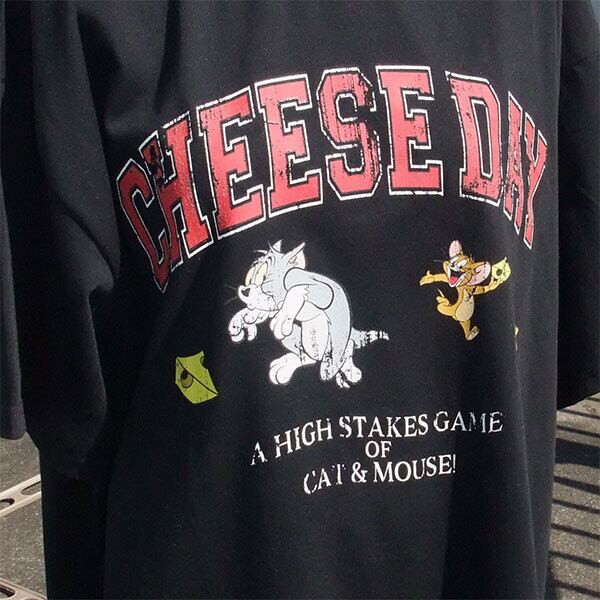 CHEESE DAY
A HIGH STAKES GAME
OF
CAT & MOUSE!